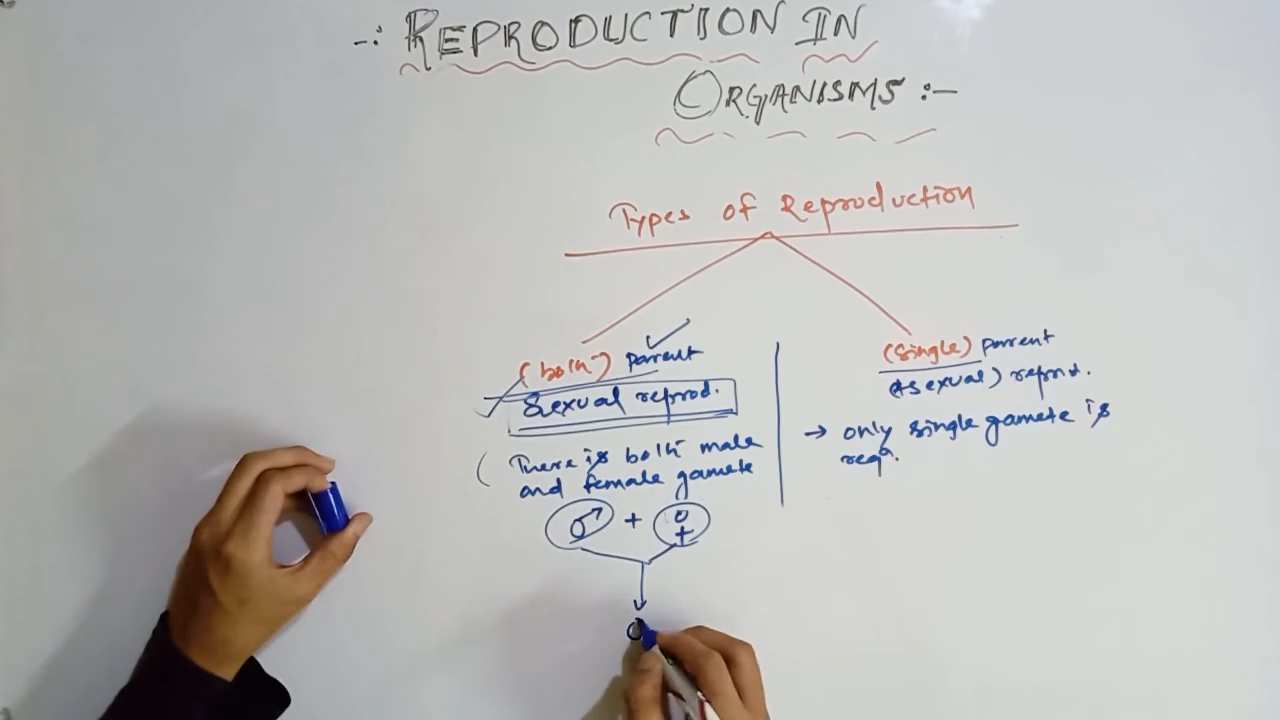 -: REPRODUCTION IN
ORGANISMS :-
Types of Reproduction
(both) parent
Sexual reprod.
(There is both male
and female gamete
♂ + ♀
(Single) parent
(Asexual) reprod.
→ only single gamete is
reqⁿ.